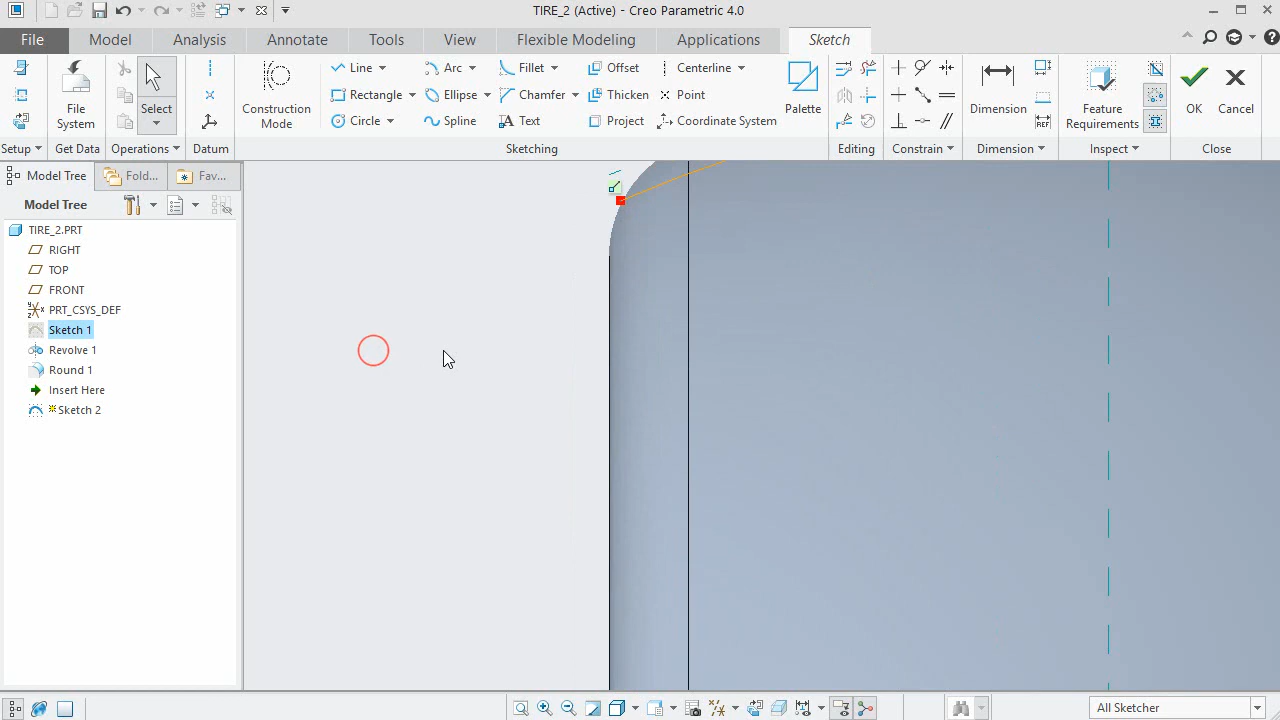 TIRE_2 (Active) - Creo Parametric 4.0
File Model Analysis Annotate Tools View Flexible Modeling Applications Sketch
Line Arc Fillet Offset Centerline
File System Select Construction Mode Rectangle Ellipse Chamfer Thicken Point Palette Dimension Feature Requirements OK Cancel
Circle Spline Text Project Coordinate System
Setup Get Data Operations Datum Sketching Editing Constrain Dimension Inspect Close
Model Tree Fold... Fav...
Model Tree
TIRE_2.PRT
RIGHT
TOP
FRONT
PRT_CSYS_DEF
Sketch 1
Revolve 1
Round 1
Insert Here
Sketch 2
All Sketcher